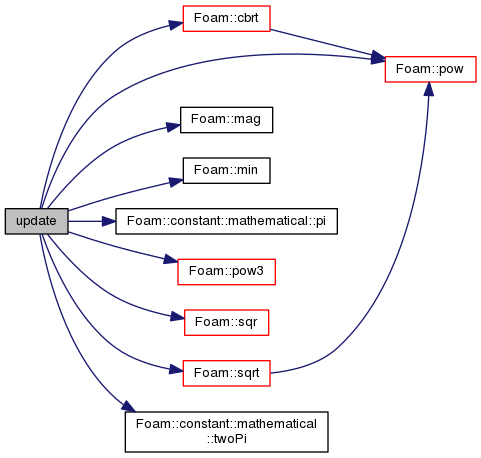 Foam::cbrt
Foam::pow
Foam::mag
Foam::min
update
Foam::constant::mathematical::pi
Foam::pow3
Foam::sqr
Foam::sqrt
Foam::constant::mathematical
::twoPi